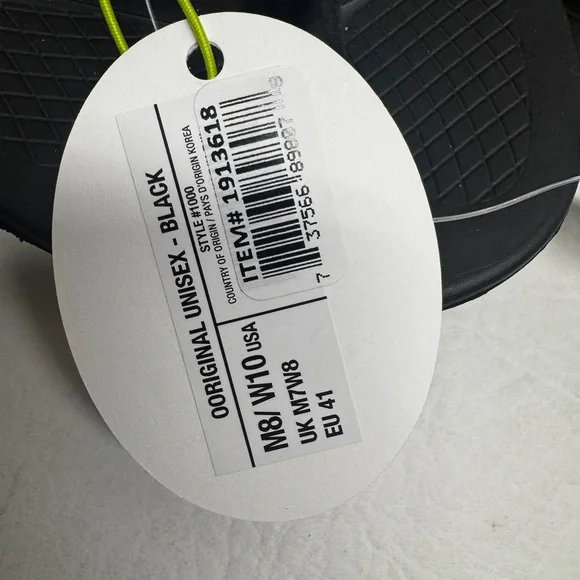 OORIGINAL UNISEX - BLACK
STYLE #1000
COUNTRY OF ORIGIN / PAYS D'ORIGIN KOREA
ITEM# 1913618
M8/ W10 USA
UK M7W8
EU 41